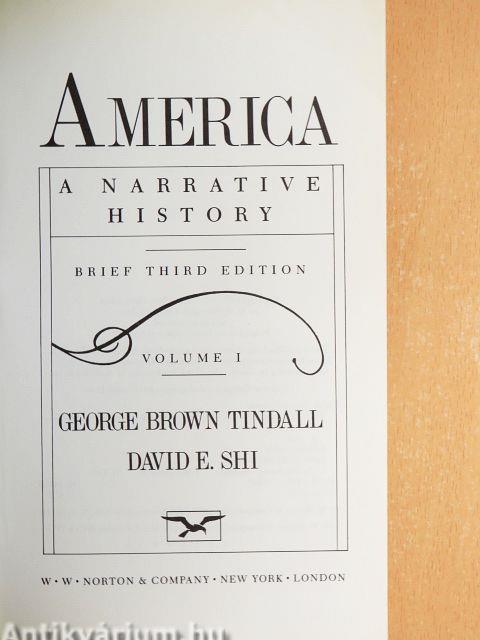 AMERICA
A NARRATIVE
HISTORY
BRIEF THIRD EDITION
VOLUME I
GEORGE BROWN TINDALL
DAVID E. SHI
W · W · NORTON & COMPANY · NEW YORK · LONDON
Antikvárium.hu